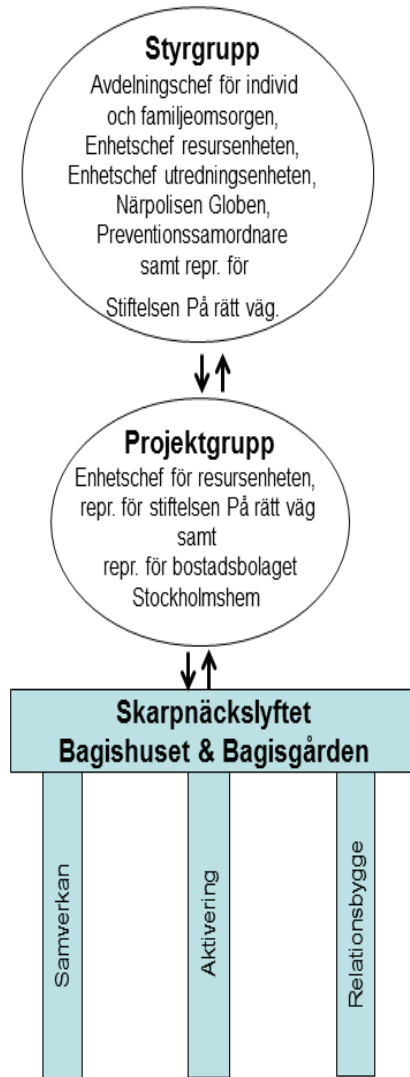 Styrgrupp
Avdelningschef för individ
och familjeomsorgen,
Enhetschef resursenheten,
Enhetschef utredningsenheten,
Närpolisen Globen,
Preventionssamordnare
samt repr. för
Stiftelsen På rätt väg.
Projektgrupp
Enhetschef för resursenheten,
repr. för stiftelsen På rätt väg
samt
repr. för bostadsbolaget
Stockholmshem
Skarpnäckslyftet
Bagishuset & Bagisgården
Samverkan
Aktivering
Relationsbygge